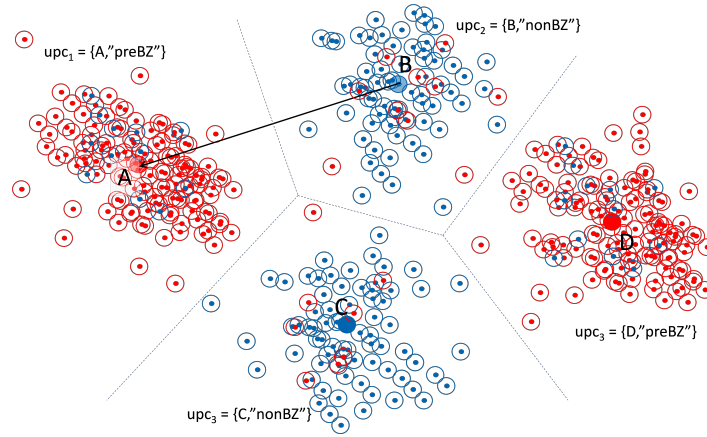 upc₂ = {B,"nonBZ"}
upc₁ = {A,"preBZ"}
B
A
D
C
upc₃ = {D,"preBZ"}
upc₃ = {C,"nonBZ"}